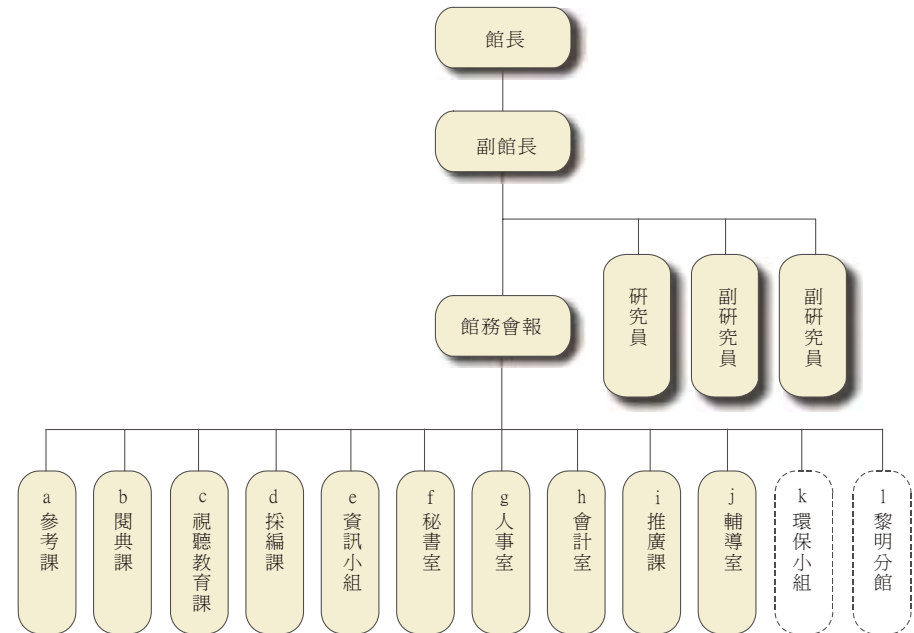 館長
副館長
研究員
副研究員
副研究員
館務會報
a 參考課
b 閱典課
c 視聽教育課
d 採編課
e 資訊小組
f 秘書室
g 人事室
h 會計室
i 推廣課
j 輔導室
k 環保小組
l 黎明分館